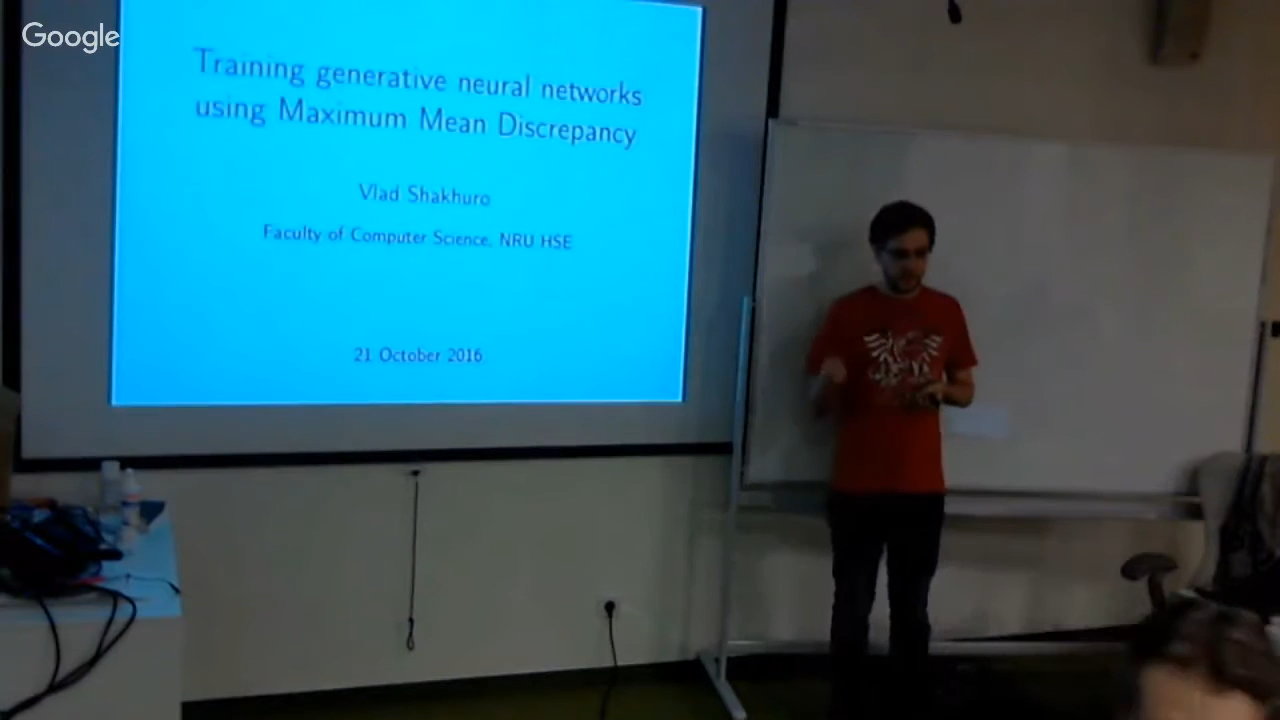 Google
Training generative neural networks
using Maximum Mean Discrepancy
Vlad Shakhuro
Faculty of Computer Science, NRU HSE
21 October 2016